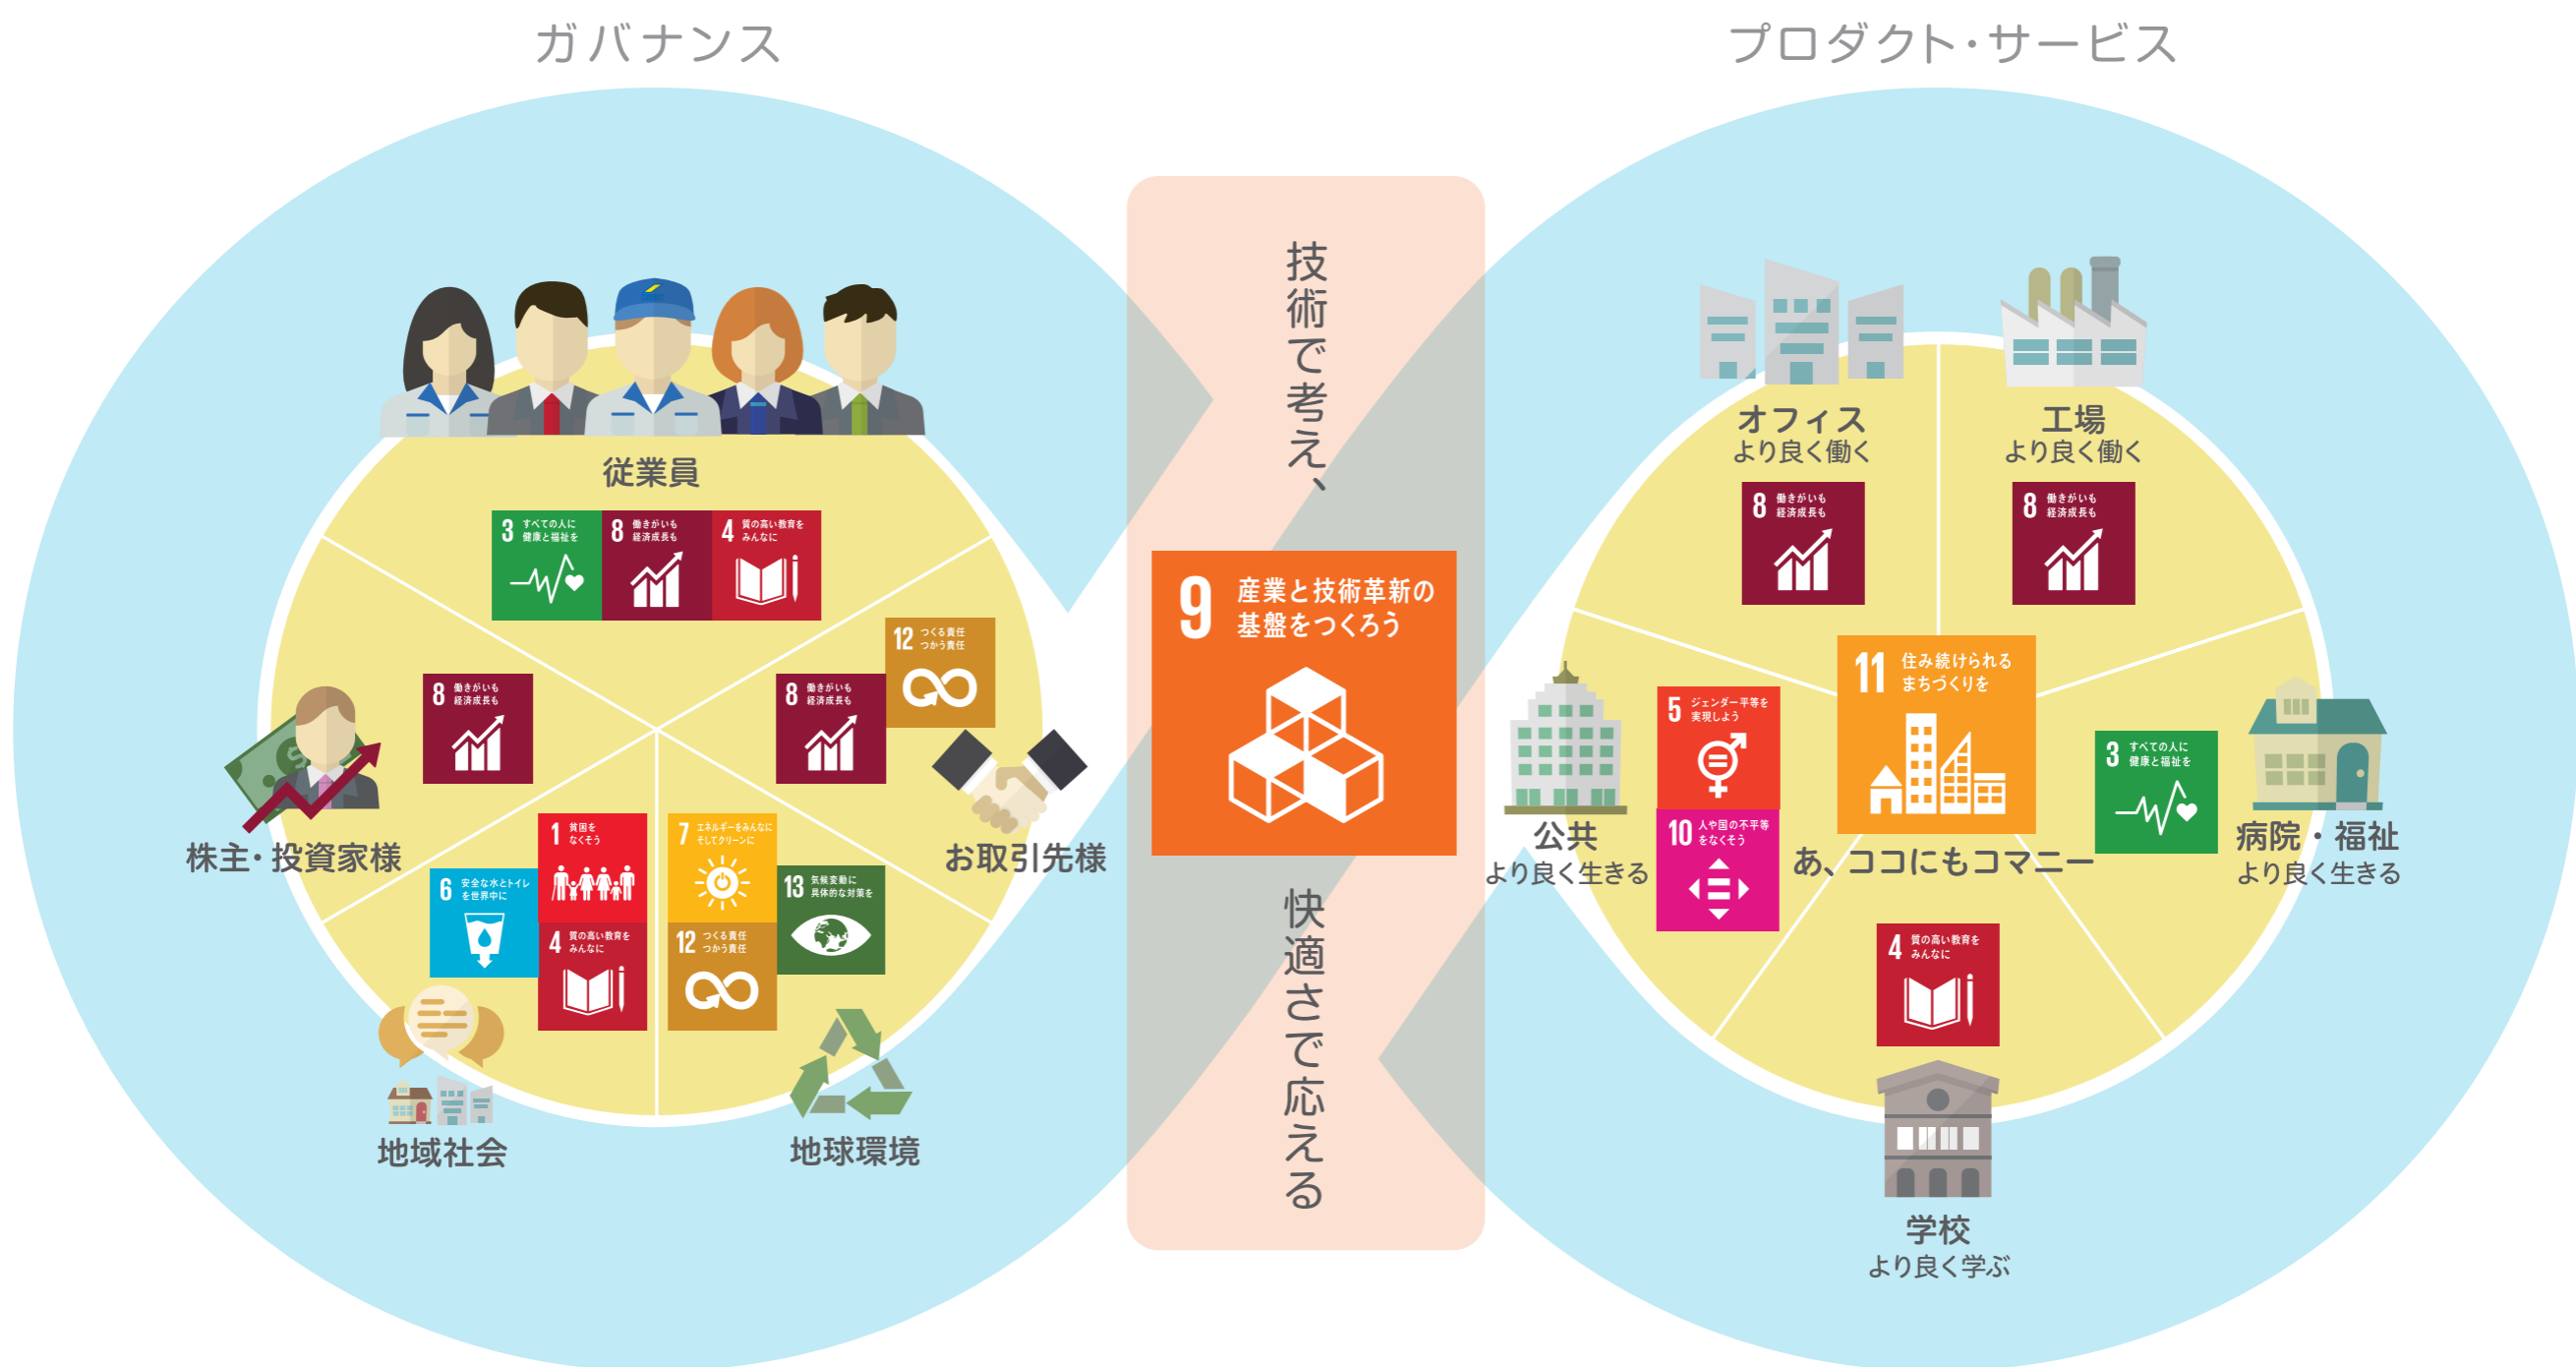 ガバナンス
従業員
3 すべての人に
健康と福祉を
8 働きがいも
経済成長も
4 質の高い教育を
みんなに
12 つくる責任
つかう責任
8 働きがいも
経済成長も
お取引先様
8 働きがいも
経済成長も
株主・投資家様
1 貧困を
なくそう
6 安全な水とトイレ
を世界中に
4 質の高い教育を
みんなに
地域社会
7 エネルギーをみんなに
そしてクリーンに
13 気候変動に
具体的な対策を
12 つくる責任
つかう責任
地球環境
技術で考え、
9 産業と技術革新の
基盤をつくろう
快適さで応える
プロダクト・サービス
オフィス
より良く働く
8 働きがいも
経済成長も
工場
より良く働く
8 働きがいも
経済成長も
11 住み続けられる
まちづくりを
あ、ココにもコマニー
5 ジェンダー平等を
実現しよう
10 人や国の不平等
をなくそう
公共
より良く生きる
3 すべての人に
健康と福祉を
病院・福祉
より良く生きる
4 質の高い教育を
みんなに
学校
より良く学ぶ